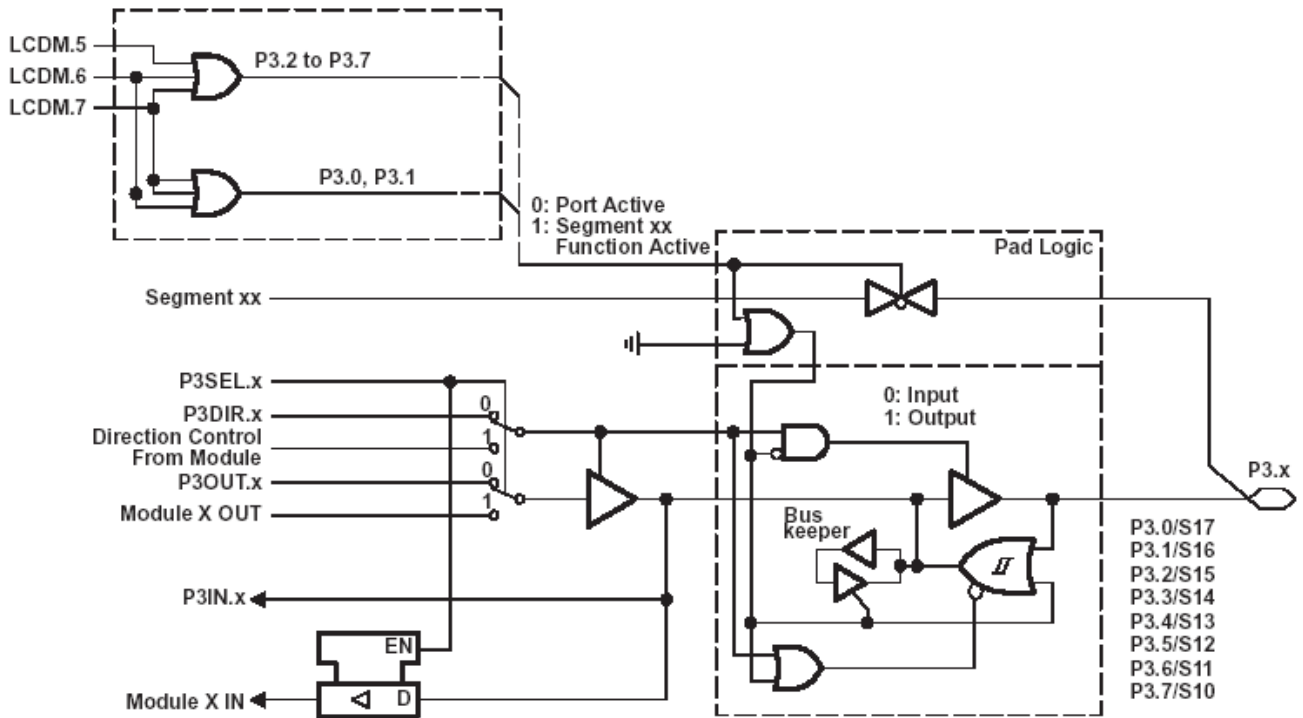 LCDM.5
LCDM.6
LCDM.7
P3.2 to P3.7
P3.0, P3.1
0: Port Active
1: Segment xx
Function Active
Pad Logic
Segment xx
P3SEL.x
P3DIR.x
0
Direction Control
From Module
1
P3OUT.x
0
Module X OUT
1
0: Input
1: Output
P3.x
Bus
keeper
P3.0/S17
P3.1/S16
P3.2/S15
P3.3/S14
P3.4/S13
P3.5/S12
P3.6/S11
P3.7/S10
P3IN.x
EN
Module X IN
D